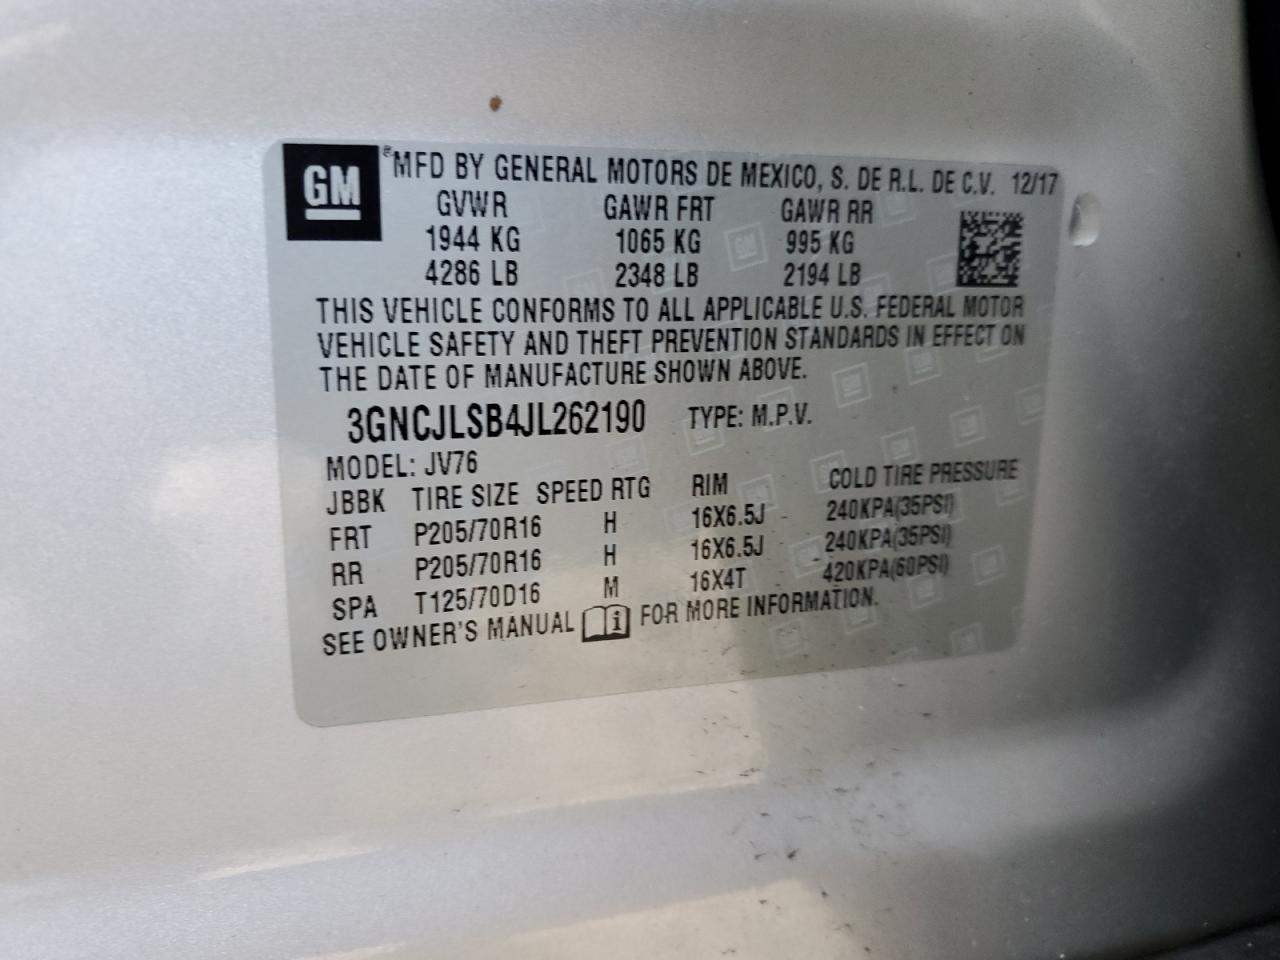 GM ® MFD BY GENERAL MOTORS DE MEXICO, S. DE R.L. DE C.V. 12/17
GVWR GAWR FRT GAWR RR
1944 KG 1065 KG 995 KG
4286 LB 2348 LB 2194 LB
THIS VEHICLE CONFORMS TO ALL APPLICABLE U.S. FEDERAL MOTOR
VEHICLE SAFETY AND THEFT PREVENTION STANDARDS IN EFFECT ON
THE DATE OF MANUFACTURE SHOWN ABOVE.
3GNCJLSB4JL262190 TYPE: M.P.V.
MODEL: JV76
JBBK TIRE SIZE SPEED RTG RIM COLD TIRE PRESSURE
FRT P205/70R16 H 16X6.5J 240KPA(35PSI)
RR P205/70R16 H 16X6.5J 240KPA(35PSI)
SPA T125/70D16 M 16X4T 420KPA(60PSI)
SEE OWNER'S MANUAL i FOR MORE INFORMATION.